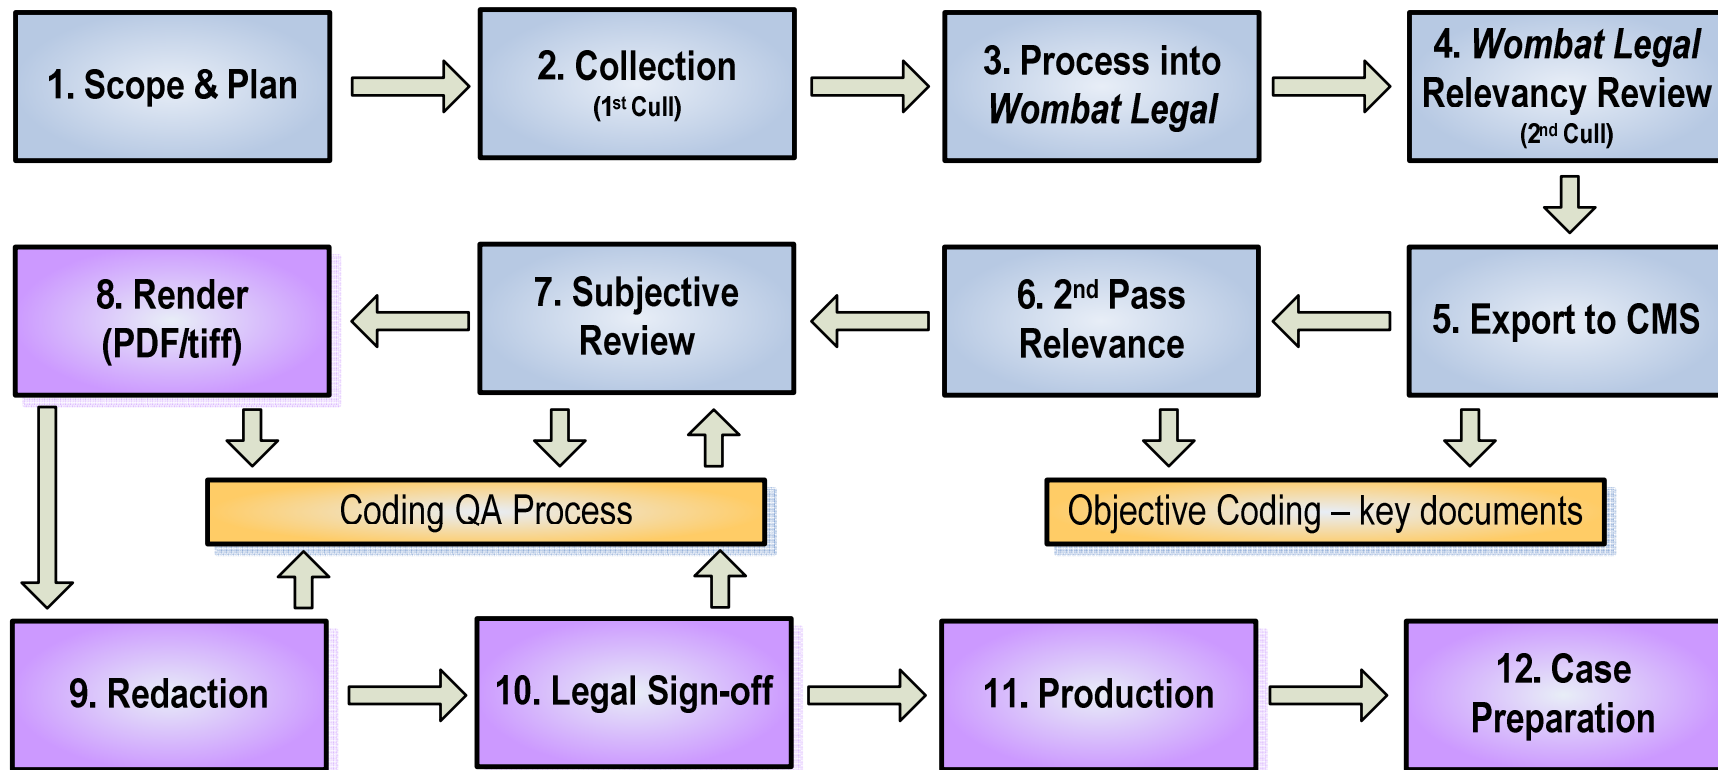 1. Scope & Plan
2. Collection
(1st Cull)
3. Process into
Wombat Legal
4. Wombat Legal
Relevancy Review
(2nd Cull)
8. Render
(PDF/tiff)
7. Subjective
Review
6. 2nd Pass
Relevance
5. Export to CMS
Coding QA Process
Objective Coding – key documents
9. Redaction
10. Legal Sign-off
11. Production
12. Case
Preparation